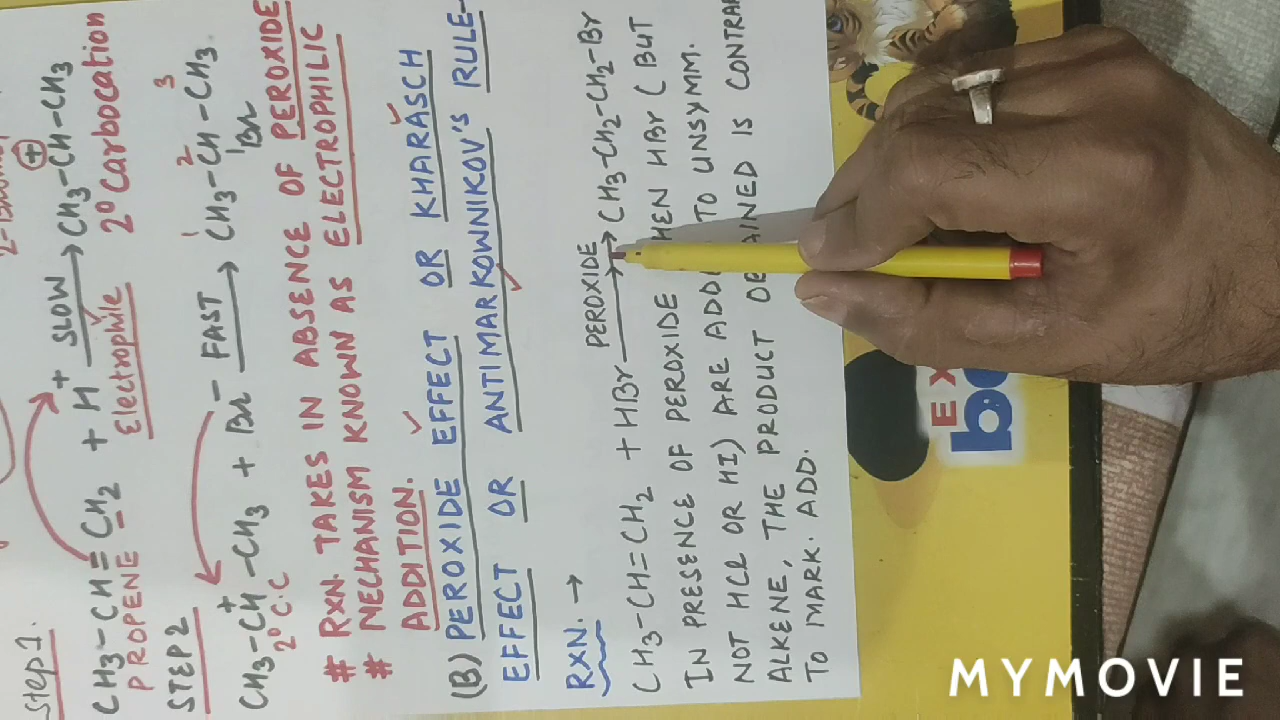 Step 1.
CH3-CH=CH2 + H+ SLOW → CH3-CH-CH3
⊕
PROPENE
Electrophile
2° Carbocation
STEP2
CH3-CH-CH3 + Br- FAST → CH3-CH-CH3.
+
1 2 3
Br
2° C.C
# RXN. TAKES IN ABSENCE OF PEROXIDE
# MECHANISM KNOWN AS ELECTROPHILIC
ADDITION.
(B) PEROXIDE EFFECT OR KHARASCH
EFFECT OR ANTIMARKOWNIKOV'S RULE-
RXN. →
CH3-CH=CH2 + HBr PEROXIDE → CH3-CH2-CH2-Br
IN PRESENCE OF PEROXIDE HEN HBr (BUT
NOT HCl OR HI) ARE ADD TO UNSYMM.
ALKENE, THE PRODUCT OB AINED IS CONTRA
TO MARK. ADD.
EX
MYMOVIE